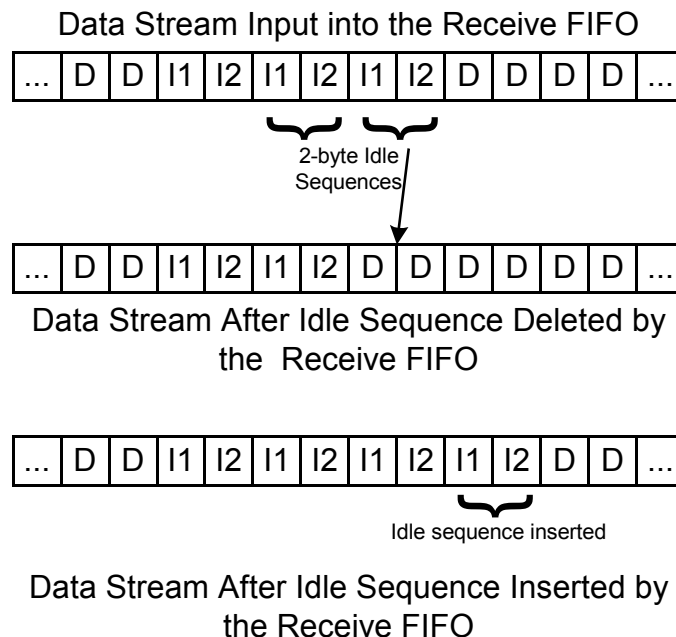 Data Stream Input into the Receive FIFO
... D D I1 I2 I1 I2 I1 I2 D D D D ...
2-byte Idle
Sequences
... D D I1 I2 I1 I2 D D D D D D ...
Data Stream After Idle Sequence Deleted by
the Receive FIFO
... D D I1 I2 I1 I2 I1 I2 I1 I2 D D ...
Idle sequence inserted
Data Stream After Idle Sequence Inserted by
the Receive FIFO